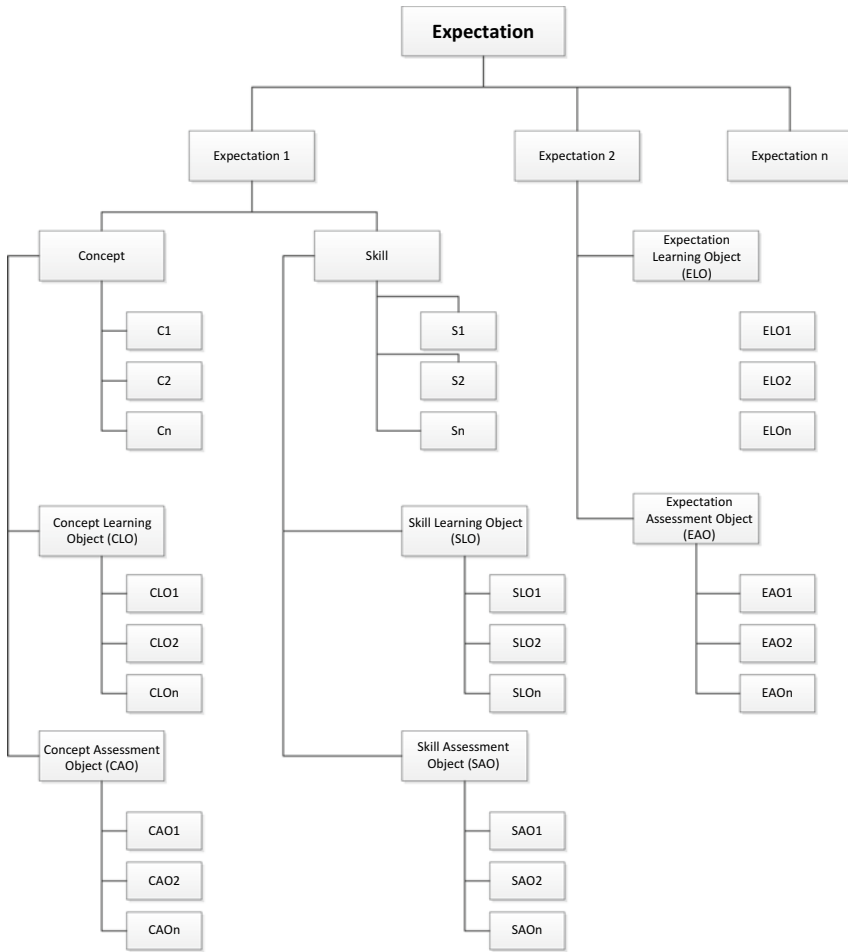 Expectation
Expectation 1
Expectation 2
Expectation n
Concept
Skill
Expectation
Learning Object
(ELO)
C1
S1
ELO1
C2
S2
ELO2
Cn
Sn
ELOn
Concept Learning
Object (CLO)
Skill Learning Object
(SLO)
Expectation
Assessment Object
(EAO)
CLO1
SLO1
EAO1
CLO2
SLO2
EAO2
CLOn
SLOn
EAOn
Concept Assessment
Object (CAO)
Skill Assessment
Object (SAO)
CAO1
SAO1
CAO2
SAO2
CAOn
SAOn